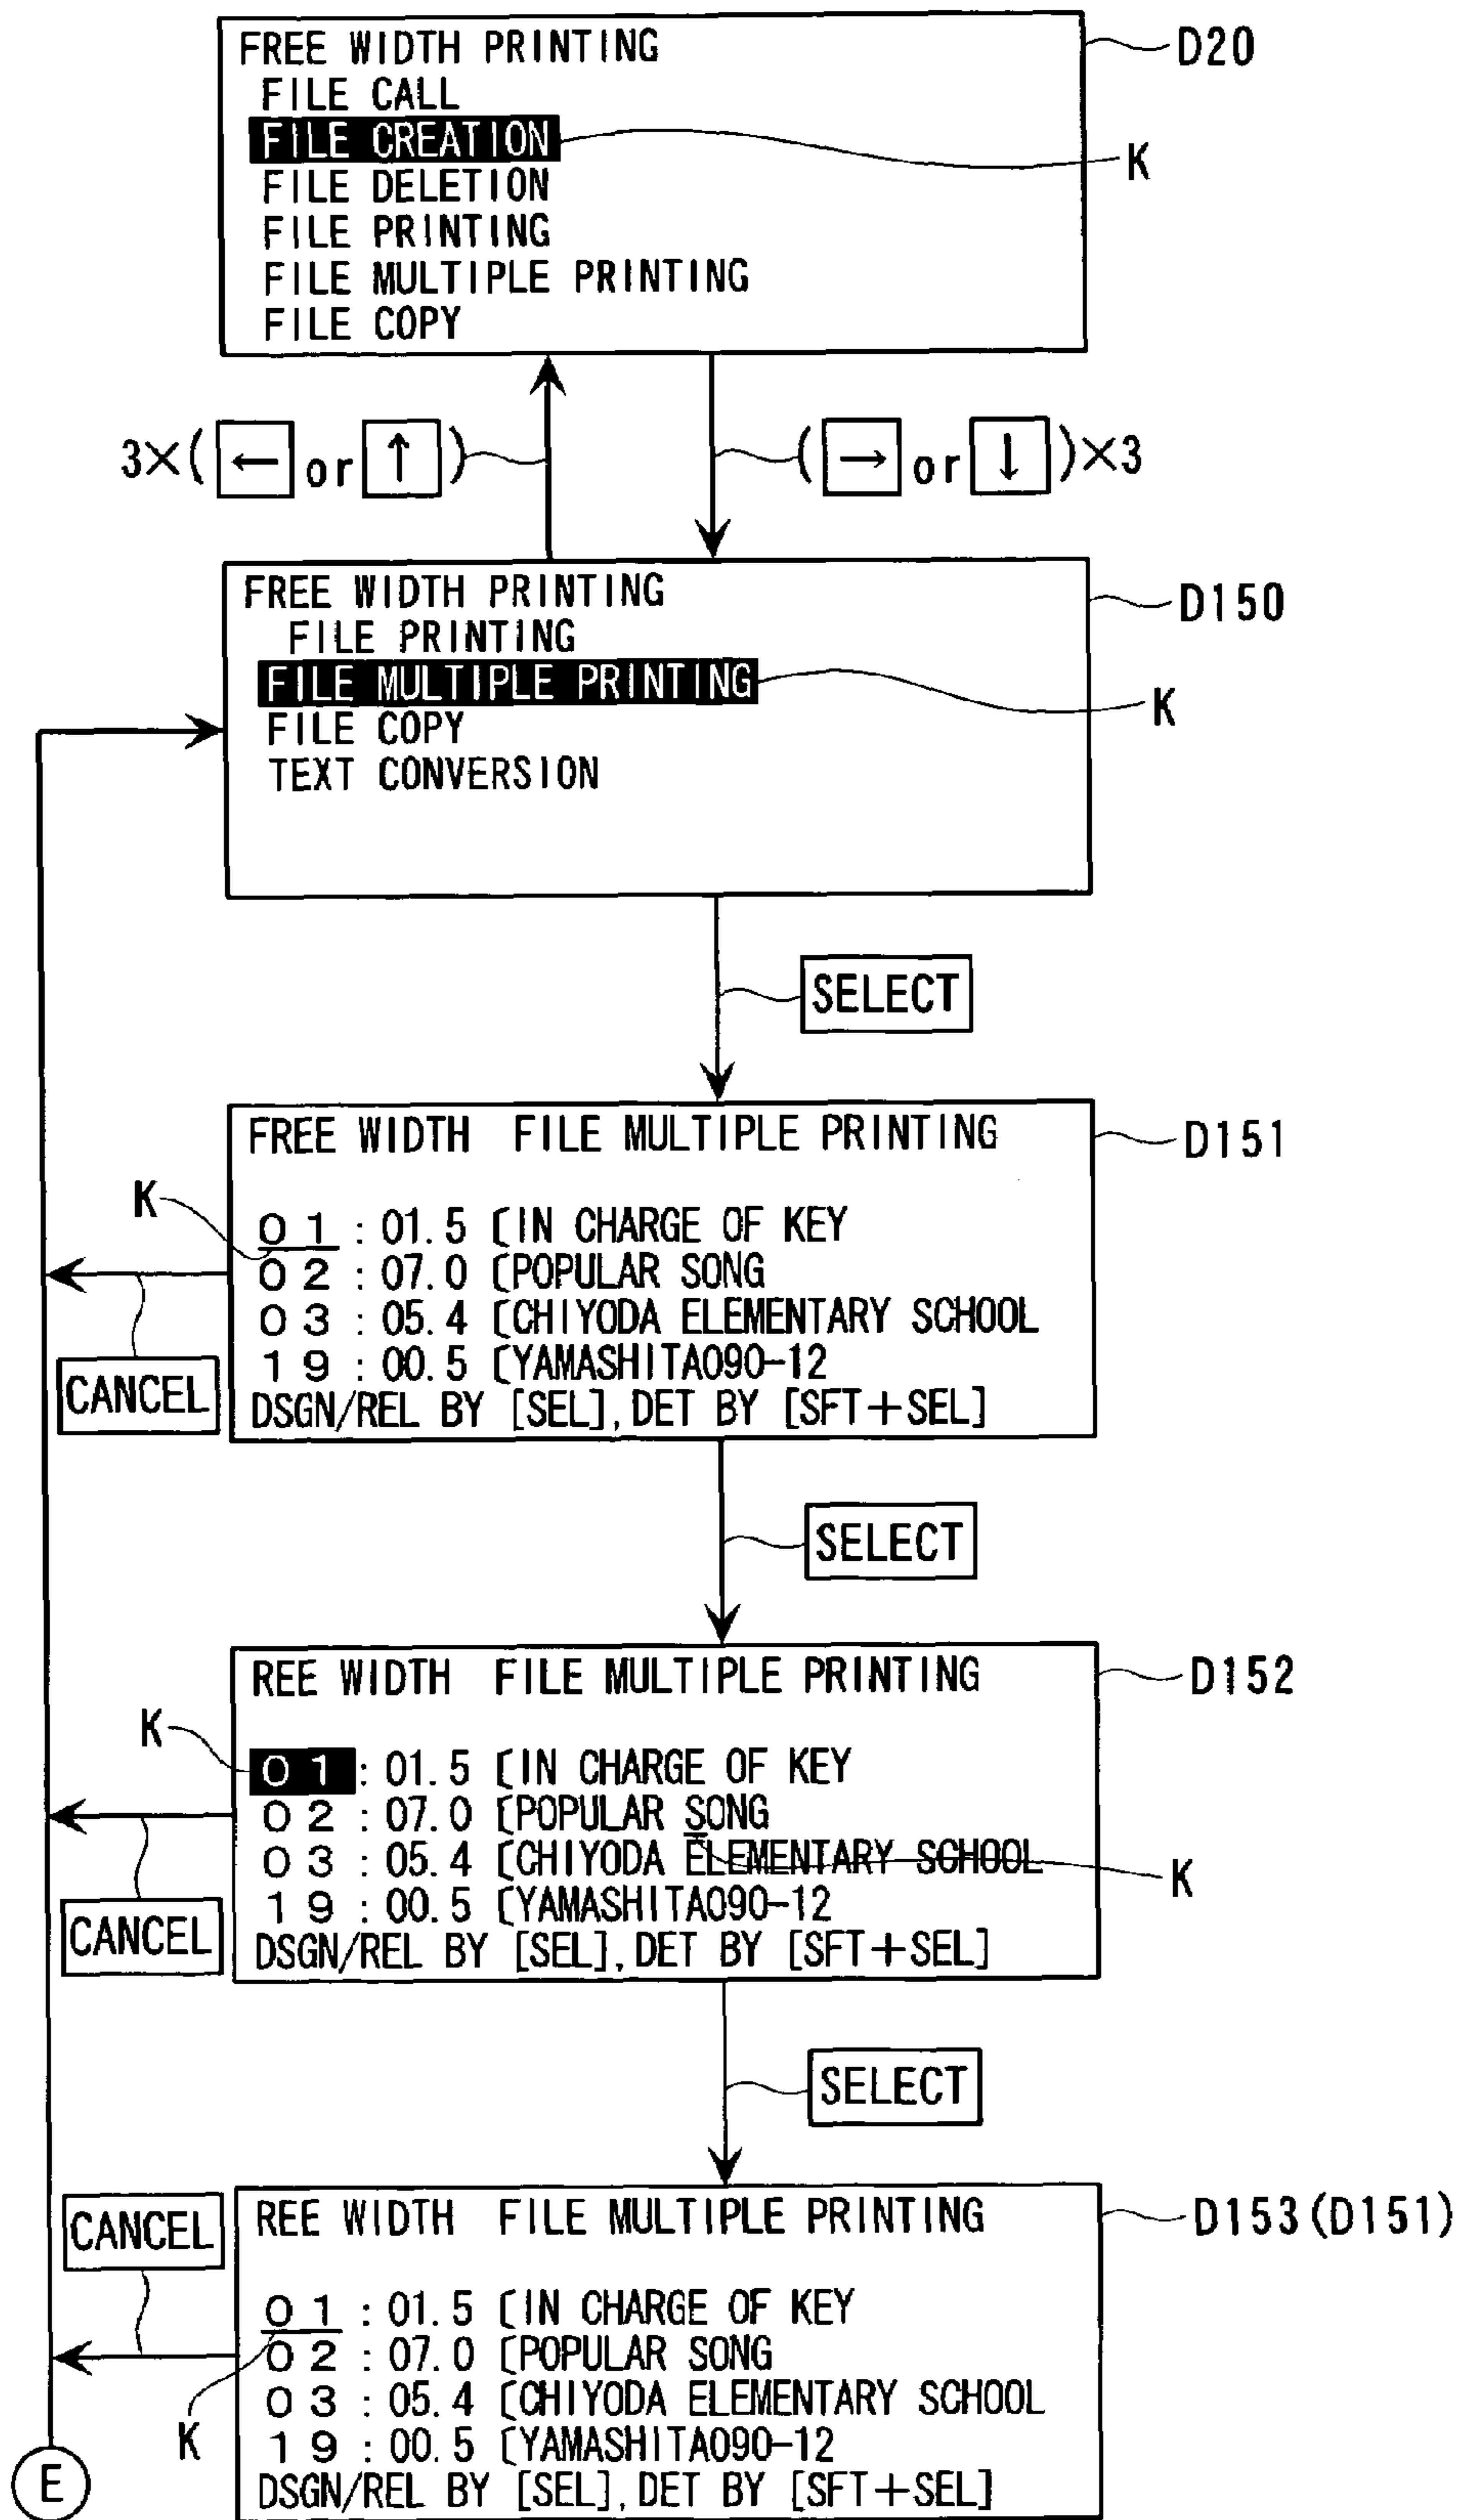 FREE WIDTH PRINTING
FILE CALL
FILE CREATION
FILE DELETION
FILE PRINTING
FILE MULTIPLE PRINTING
FILE COPY
D20
K
3×(← or ↑)
(→ or ↓)×3
FREE WIDTH PRINTING
FILE PRINTING
FILE MULTIPLE PRINTING
FILE COPY
TEXT CONVERSION
D150
K
SELECT
FREE WIDTH FILE MULTIPLE PRINTING
D151
K
01:01.5 [IN CHARGE OF KEY
02:07.0 [POPULAR SONG
03:05.4 [CHIYODA ELEMENTARY SCHOOL
19:00.5 [YAMASHITA090-12
DSGN/REL BY [SEL],DET BY [SFT+SEL]
CANCEL
SELECT
REE WIDTH FILE MULTIPLE PRINTING
D152
K
01:01.5 [IN CHARGE OF KEY
02:07.0 [POPULAR SONG
03:05.4 [CHIYODA ELEMENTARY SCHOOL
K
19:00.5 [YAMASHITA090-12
DSGN/REL BY [SEL],DET BY [SFT+SEL]
CANCEL
SELECT
CANCEL
REE WIDTH FILE MULTIPLE PRINTING
D153(D151)
01:01.5 [IN CHARGE OF KEY
02:07.0 [POPULAR SONG
03:05.4 [CHIYODA ELEMENTARY SCHOOL
19:00.5 [YAMASHITA090-12
DSGN/REL BY [SEL],DET BY [SFT+SEL]
K
E